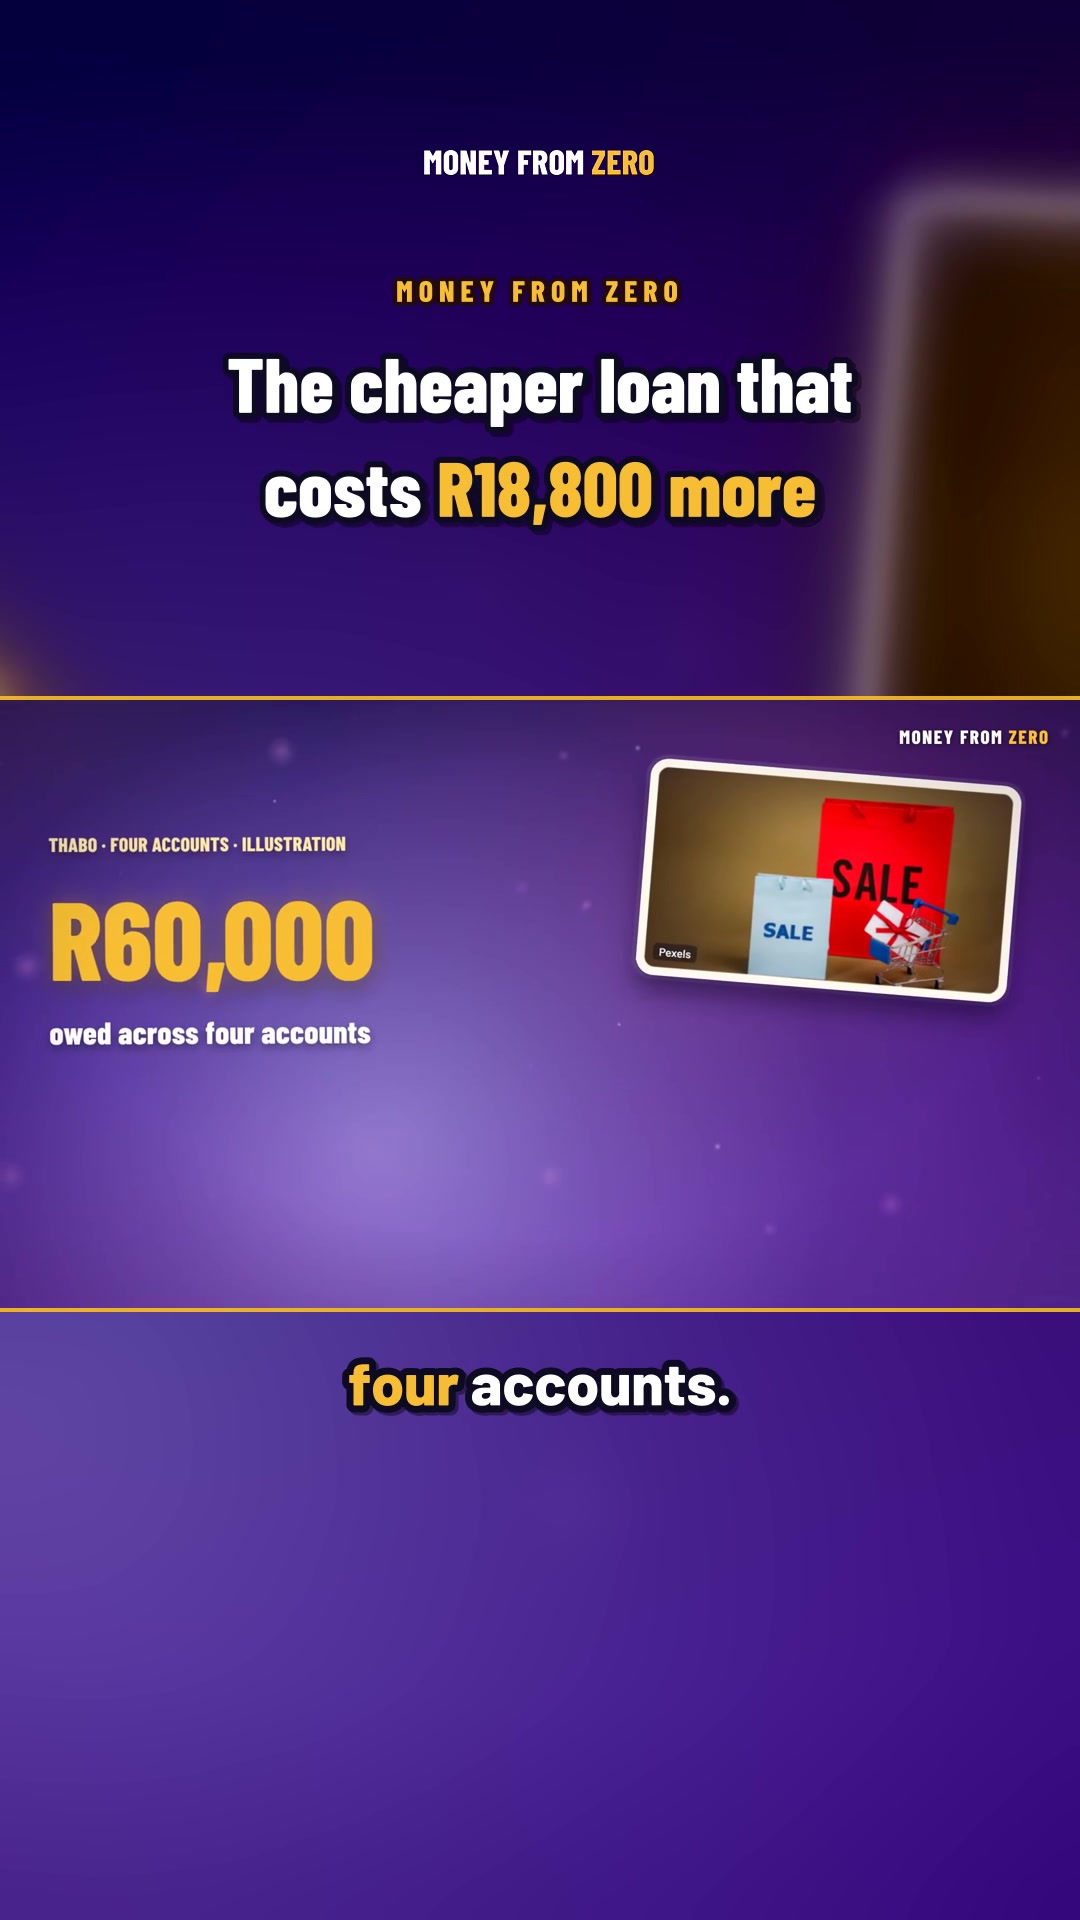 MONEY FROM ZERO
MONEY FROM ZERO
The cheaper loan that
costs R18,800 more
MONEY FROM ZERO
THABO · FOUR ACCOUNTS · ILLUSTRATION
R60,000
owed across four accounts
SALE
SALE
Pexels
four accounts.